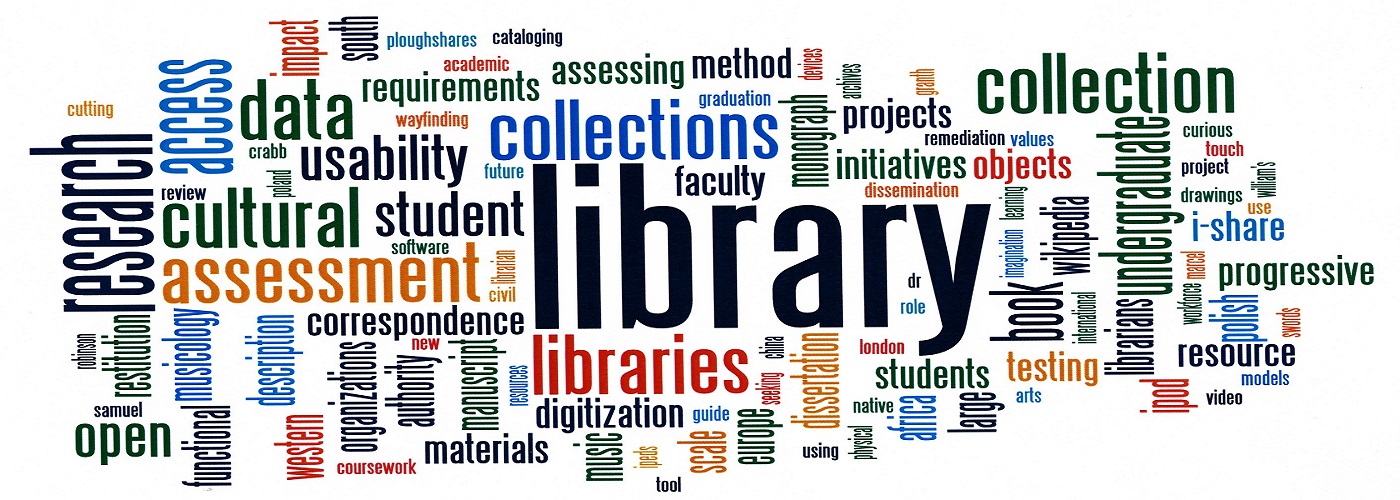 impact
south
ploughshares
cataloging
academic
access
data
requirements
assessing
method
devices
archives
granth
collection
cutting
wayfinding
graduation
collections
monograph
projects
remediation
values
undergraduate
curious
touch
research
crabb
usability
future
faculty
initiatives
objects
dissemination
project
review
poland
cultural
student
library
learning
wikipedia
drawings
william's
use
i-share
software
assessment
librarian
civil
imagination
dr
role
book
international
marcel
workforce
progressive
correspondence
robinson
restitution
musicology
description
new
organizations
authority
manuscript
resources
libraries
china
seeking
dissertation
london
students
testing
librarians
polish
swords
resource
models
samuel
open
functional
western
coursework
materials
digitization
guide
music
ipeds
scale
europe
tool
using
physical
native
africa
large
arts
ipod
video